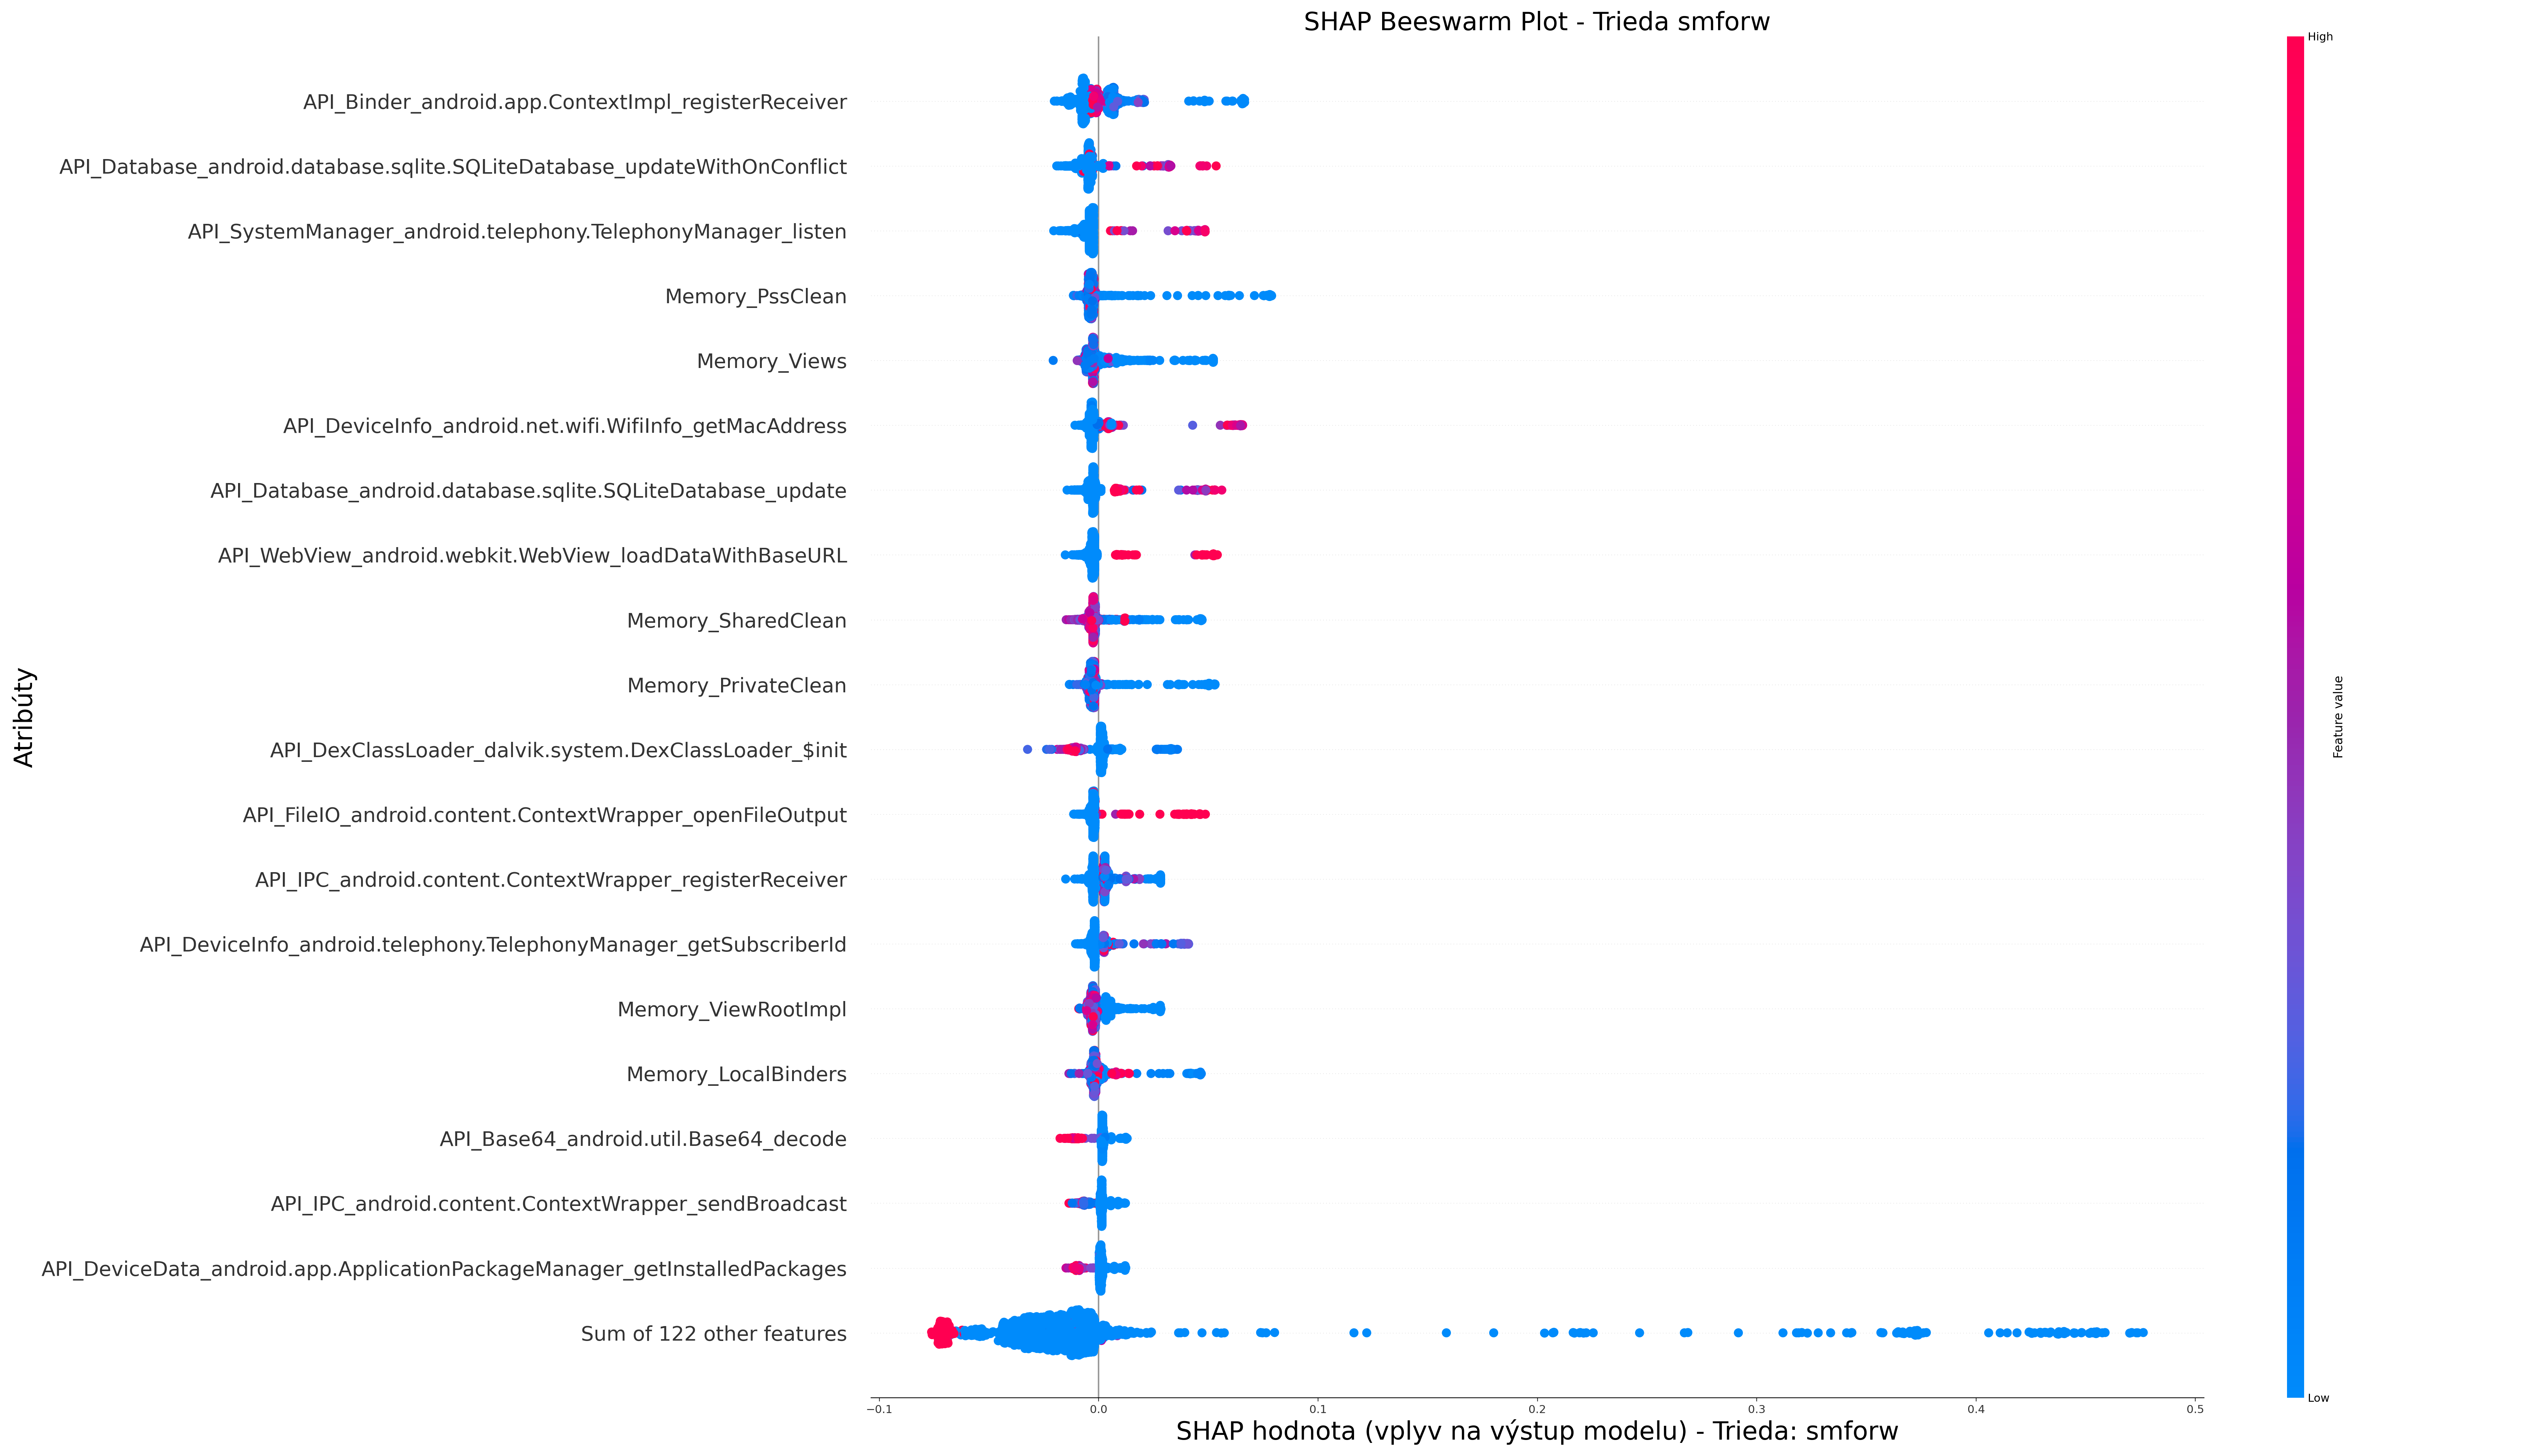 SHAP Beeswarm Plot - Trieda smforw
High
API_Binder_android.app.ContextImpl_registerReceiver
API_Database_android.database.sqlite.SQLiteDatabase_updateWithOnConflict
API_SystemManager_android.telephony.TelephonyManager_listen
Memory_PssClean
Memory_Views
API_DeviceInfo_android.net.wifi.WifiInfo_getMacAddress
API_Database_android.database.sqlite.SQLiteDatabase_update
API_WebView_android.webkit.WebView_loadDataWithBaseURL
Memory_SharedClean
Memory_PrivateClean
API_DexClassLoader_dalvik.system.DexClassLoader_$init
API_FileIO_android.content.ContextWrapper_openFileOutput
API_IPC_android.content.ContextWrapper_registerReceiver
API_DeviceInfo_android.telephony.TelephonyManager_getSubscriberId
Memory_ViewRootImpl
Memory_LocalBinders
API_Base64_android.util.Base64_decode
API_IPC_android.content.ContextWrapper_sendBroadcast
API_DeviceData_android.app.ApplicationPackageManager_getInstalledPackages
Sum of 122 other features
Atribúty
Feature value
Low
−0.1 0.0 0.1 0.2 0.3 0.4 0.5
SHAP hodnota (vplyv na výstup modelu) - Trieda: smforw